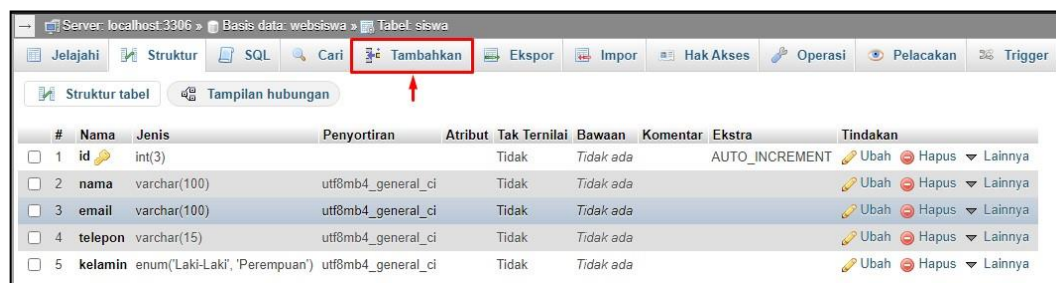 Server: localhost:3306 » Basis data: websiswa » Tabel: siswa
Jelajahi Struktur SQL Cari Tambahkan Ekspor Impor Hak Akses Operasi Pelacakan Trigger
Struktur tabel Tampilan hubungan
# Nama Jenis Penyortiran Atribut Tak Ternilai Bawaan Komentar Ekstra Tindakan
1 id int(3) Tidak Tidak ada AUTO_INCREMENT Ubah Hapus Lainnya
2 nama varchar(100) utf8mb4_general_ci Tidak Tidak ada Ubah Hapus Lainnya
3 email varchar(100) utf8mb4_general_ci Tidak Tidak ada Ubah Hapus Lainnya
4 telepon varchar(15) utf8mb4_general_ci Tidak Tidak ada Ubah Hapus Lainnya
5 kelamin enum('Laki-Laki', 'Perempuan') utf8mb4_general_ci Tidak Tidak ada Ubah Hapus Lainnya